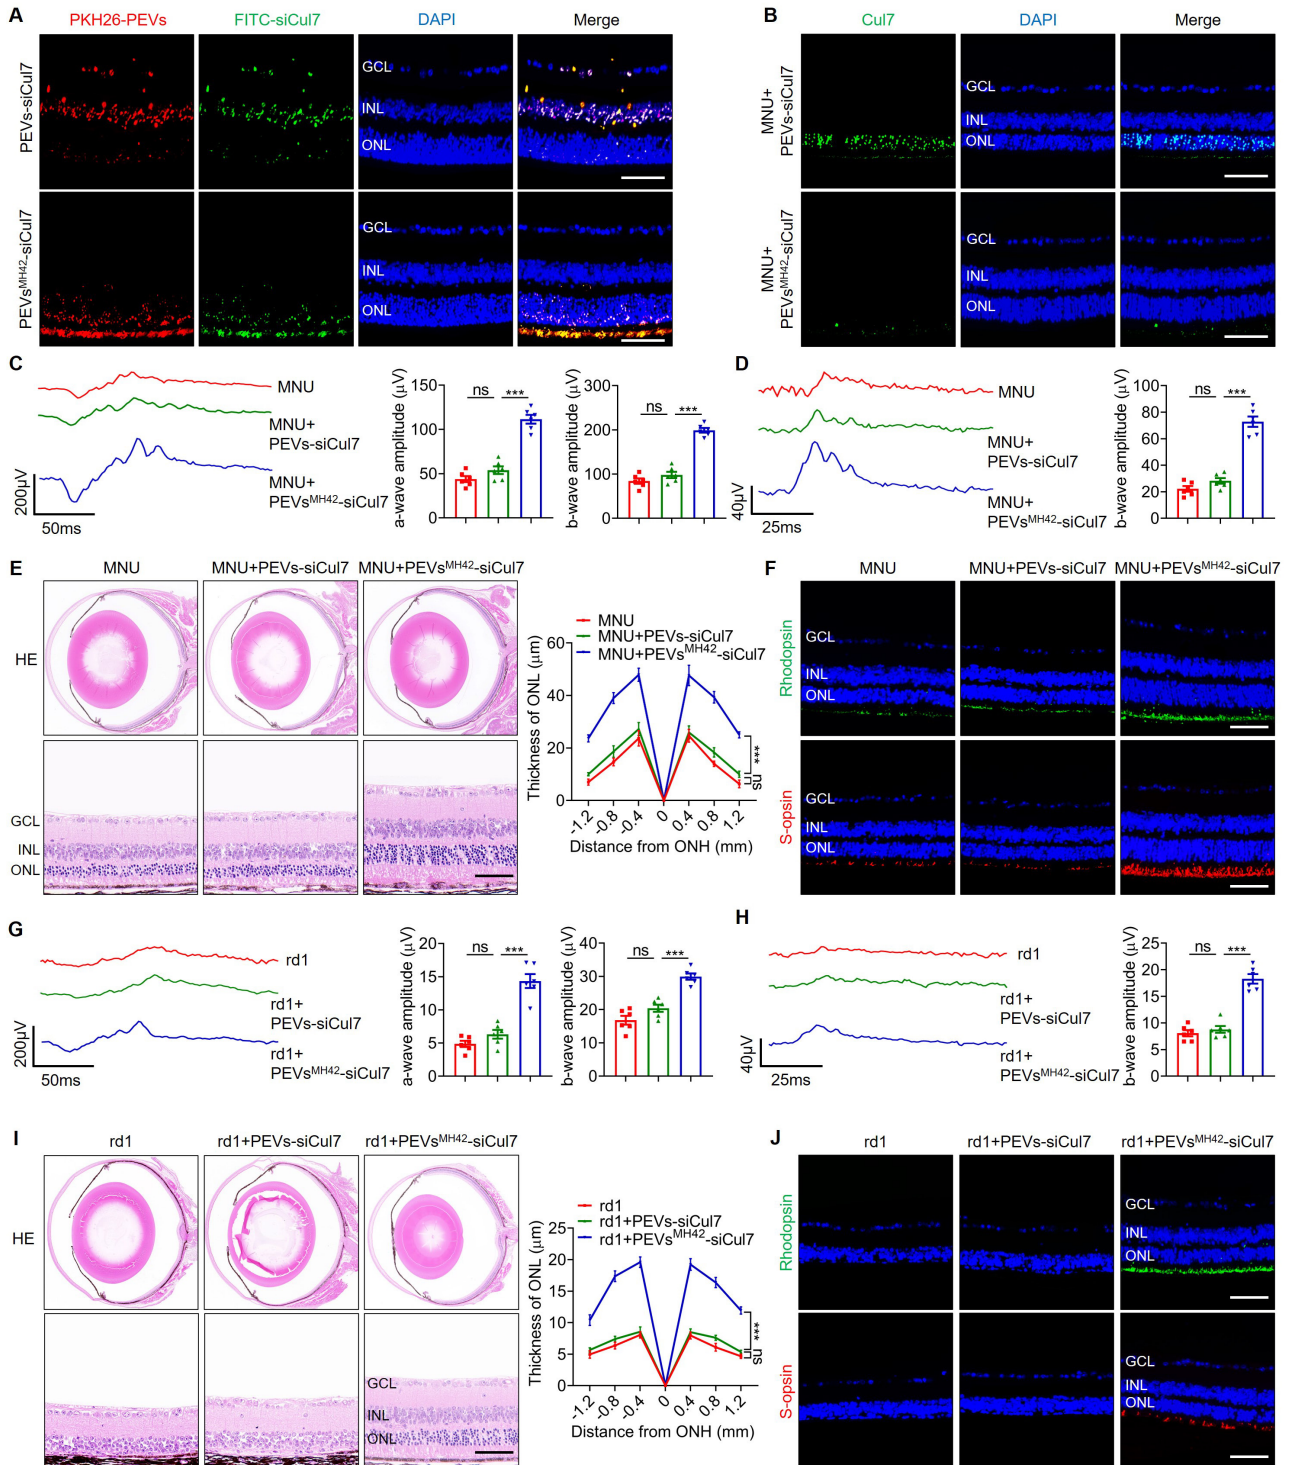 A
PKH26-PEVs
FITC-siCul7
DAPI
Merge
PEVs-siCul7
GCL
INL
ONL
PEVsMH42-siCul7
GCL
INL
ONL
B
Cul7
DAPI
Merge
MNU+
PEVs-siCul7
GCL
INL
ONL
MNU+
PEVsMH42-siCul7
GCL
INL
ONL
C
MNU
MNU+
PEVs-siCul7
MNU+
PEVsMH42-siCul7
200μV
50ms
a-wave amplitude (μV)
150
100
50
0
ns
***
b-wave amplitude (μV)
300
200
100
0
ns
***
D
MNU
MNU+
PEVs-siCul7
MNU+
PEVsMH42-siCul7
40μV
25ms
b-wave amplitude (μV)
100
80
60
40
20
0
ns
***
E
MNU
MNU+PEVs-siCul7
MNU+PEVsMH42-siCul7
HE
GCL
INL
ONL
MNU
MNU+PEVs-siCul7
MNU+PEVsMH42-siCul7
Thickness of ONL (μm)
60
40
20
0
***
ns
-1.2
-0.8
-0.4
0
0.4
0.8
1.2
Distance from ONH (mm)
F
MNU
MNU+PEVs-siCul7
MNU+PEVsMH42-siCul7
Rhodopsin
GCL
INL
ONL
S-opsin
GCL
INL
ONL
G
rd1
rd1+
PEVs-siCul7
rd1+
PEVsMH42-siCul7
200μV
50ms
a-wave amplitude (μV)
20
15
10
5
0
ns
***
b-wave amplitude (μV)
40
30
20
10
0
ns
***
H
rd1
rd1+
PEVs-siCul7
rd1+
PEVsMH42-siCul7
40μV
25ms
b-wave amplitude (μV)
25
20
15
10
5
0
ns
***
I
rd1
rd1+PEVs-siCul7
rd1+PEVsMH42-siCul7
HE
GCL
INL
ONL
rd1
rd1+PEVs-siCul7
rd1+PEVsMH42-siCul7
Thickness of ONL (μm)
25
20
15
10
5
0
***
ns
-1.2
-0.8
-0.4
0
0.4
0.8
1.2
Distance from ONH (mm)
J
rd1
rd1+PEVs-siCul7
rd1+PEVsMH42-siCul7
Rhodopsin
GCL
INL
ONL
S-opsin
GCL
INL
ONL